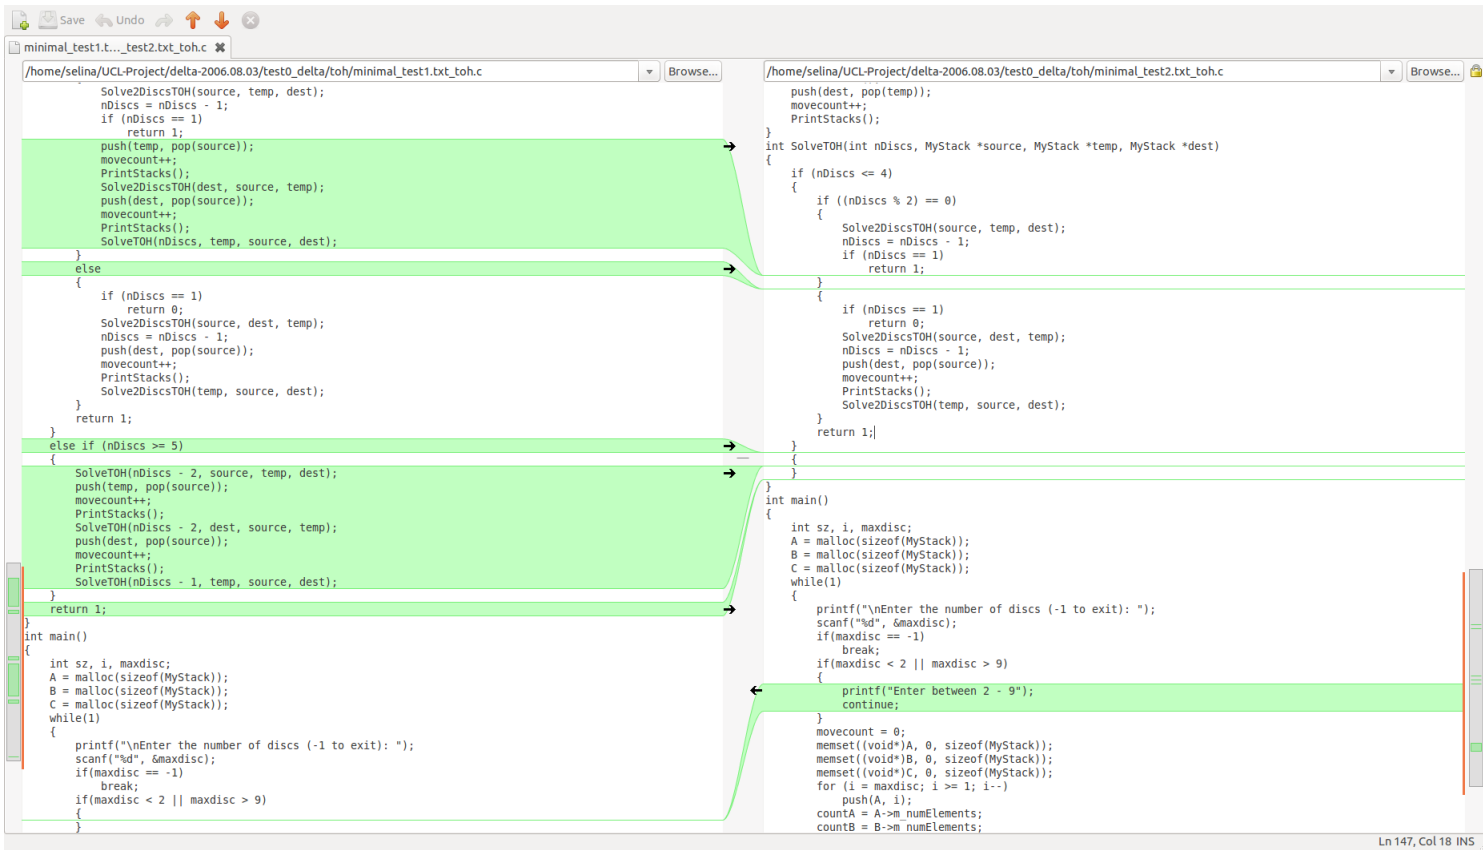 Save Undo
minimal_test1.t..._test2.txt_toh.c
/home/selina/UCL-Project/delta-2006.08.03/test0_delta/toh/minimal_test1.txt_toh.c Browse...
Solve2DiscsTOH(source, temp, dest);
nDiscs = nDiscs - 1;
if (nDiscs == 1)
return 1;
push(temp, pop(source));
movecount++;
PrintStacks();
Solve2DiscsTOH(dest, source, temp);
push(dest, pop(source));
movecount++;
PrintStacks();
SolveTOH(nDiscs, temp, source, dest);
}
else
{
if (nDiscs == 1)
return 0;
Solve2DiscsTOH(source, dest, temp);
nDiscs = nDiscs - 1;
push(dest, pop(source));
movecount++;
PrintStacks();
Solve2DiscsTOH(temp, source, dest);
}
return 1;
}
else if (nDiscs >= 5)
{
SolveTOH(nDiscs - 2, source, temp, dest);
push(temp, pop(source));
movecount++;
PrintStacks();
SolveTOH(nDiscs - 2, dest, source, temp);
push(dest, pop(source));
movecount++;
PrintStacks();
SolveTOH(nDiscs - 1, temp, source, dest);
}
return 1;
}
int main()
{
int sz, i, maxdisc;
A = malloc(sizeof(MyStack));
B = malloc(sizeof(MyStack));
C = malloc(sizeof(MyStack));
while(1)
{
printf("\nEnter the number of discs (-1 to exit): ");
scanf("%d", &maxdisc);
if(maxdisc == -1)
break;
if(maxdisc < 2 || maxdisc > 9)
{
}
/home/selina/UCL-Project/delta-2006.08.03/test0_delta/toh/minimal_test2.txt_toh.c Browse...
push(dest, pop(temp));
movecount++;
PrintStacks();
}
int SolveTOH(int nDiscs, MyStack *source, MyStack *temp, MyStack *dest)
{
if (nDiscs <= 4)
{
if ((nDiscs % 2) == 0)
{
Solve2DiscsTOH(source, temp, dest);
nDiscs = nDiscs - 1;
if (nDiscs == 1)
return 1;
}
{
if (nDiscs == 1)
return 0;
Solve2DiscsTOH(source, dest, temp);
nDiscs = nDiscs - 1;
push(dest, pop(source));
movecount++;
PrintStacks();
Solve2DiscsTOH(temp, source, dest);
}
return 1;
}
{
}
}
int main()
{
int sz, i, maxdisc;
A = malloc(sizeof(MyStack));
B = malloc(sizeof(MyStack));
C = malloc(sizeof(MyStack));
while(1)
{
printf("\nEnter the number of discs (-1 to exit): ");
scanf("%d", &maxdisc);
if(maxdisc == -1)
break;
if(maxdisc < 2 || maxdisc > 9)
{
printf("Enter between 2 - 9");
continue;
}
movecount = 0;
memset((void*)A, 0, sizeof(MyStack));
memset((void*)B, 0, sizeof(MyStack));
memset((void*)C, 0, sizeof(MyStack));
for (i = maxdisc; i >= 1; i--)
push(A, i);
countA = A->m_numElements;
countB = B->m_numElements;
Ln 147, Col 18 INS